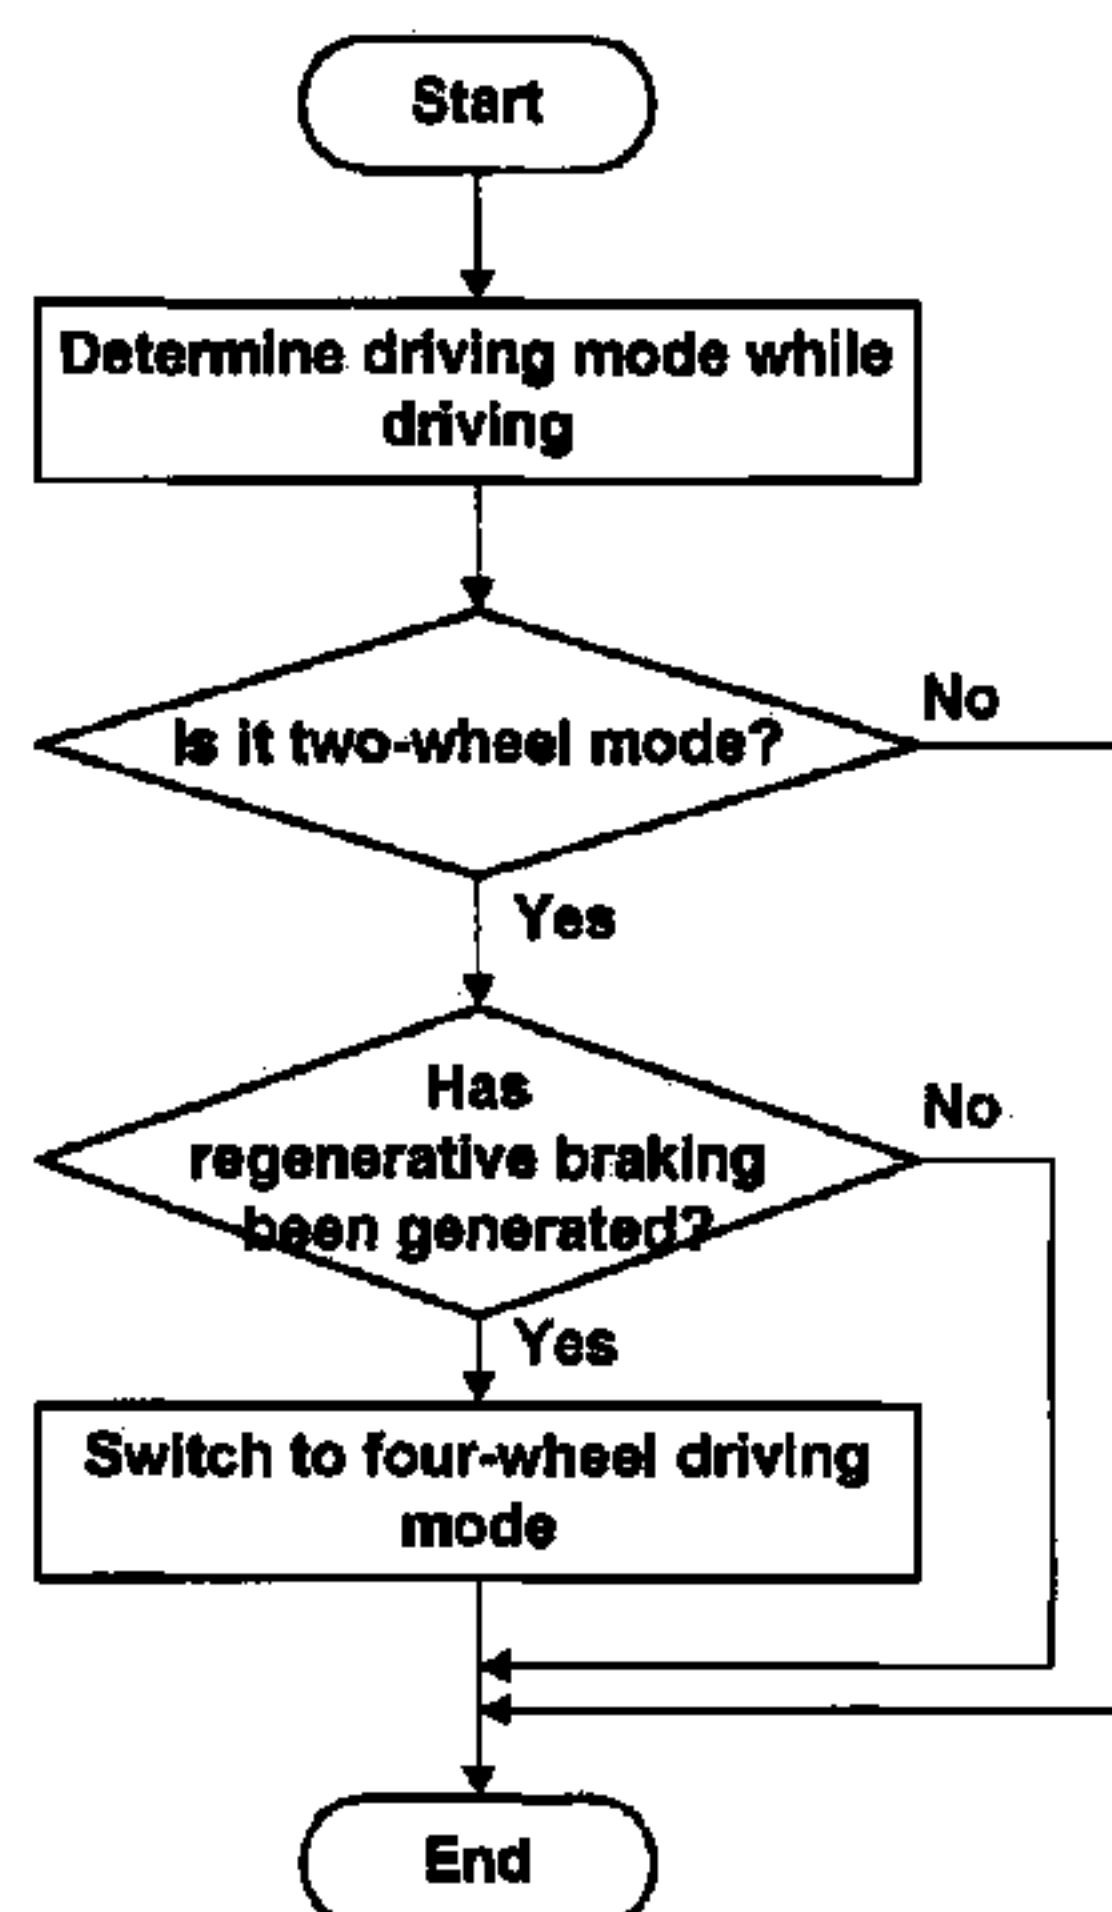 Start
Determine driving mode while
driving
No
Is it two-wheel mode?
Yes
Has
No
regenerative braking
been generated?
Yes
Switch to four-wheel driving
mode
End